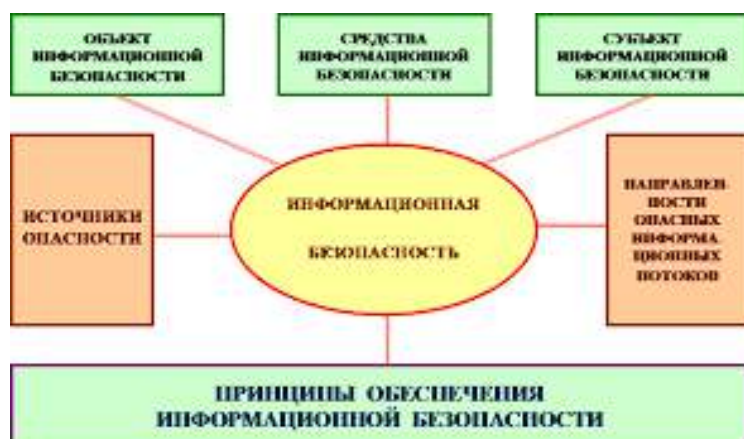 ОБЪЕКТ
ИНФОРМАЦИОННОЙ
БЕЗОПАСНОСТИ
СРЕДСТВА
ИНФОРМАЦИОННОЙ
БЕЗОПАСНОСТИ
СУБЪЕКТ
ИНФОРМАЦИОННОЙ
БЕЗОПАСНОСТИ
ИСТОЧНИКИ
ОПАСНОСТИ
ИНФОРМАЦИОННАЯ
БЕЗОПАСНОСТЬ
НАПРАВЛЕН-
НОСТИ
ОПАСНЫХ
ИНФОРМА
ЦИОННЫХ
ПОТОКОВ
ПРИНЦИПЫ ОБЕСПЕЧЕНИЯ
ИНФОРМАЦИОННОЙ БЕЗОПАСНОСТИ